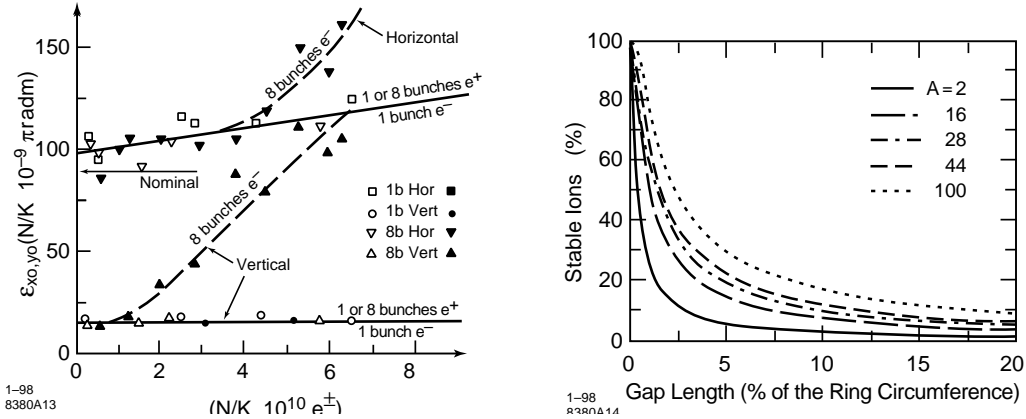 150
100
50
0
0
2
4
6
8
εxo,yo(N/K 10⁻⁹ πradm)
(N/K 10¹⁰ e±)
8 bunches e⁻
Horizontal
1 or 8 bunches e⁺
1 bunch e⁻
Nominal
8 bunches e⁻
1b Hor
1b Vert
8b Hor
8b Vert
Vertical
1 or 8 bunches e⁺
1 bunch e⁻
1–98
8380A13
100
80
60
40
20
0
0
5
10
15
20
Stable Ions (%)
Gap Length (% of the Ring Circumference)
A = 2
16
28
44
100
1–98
8380A14